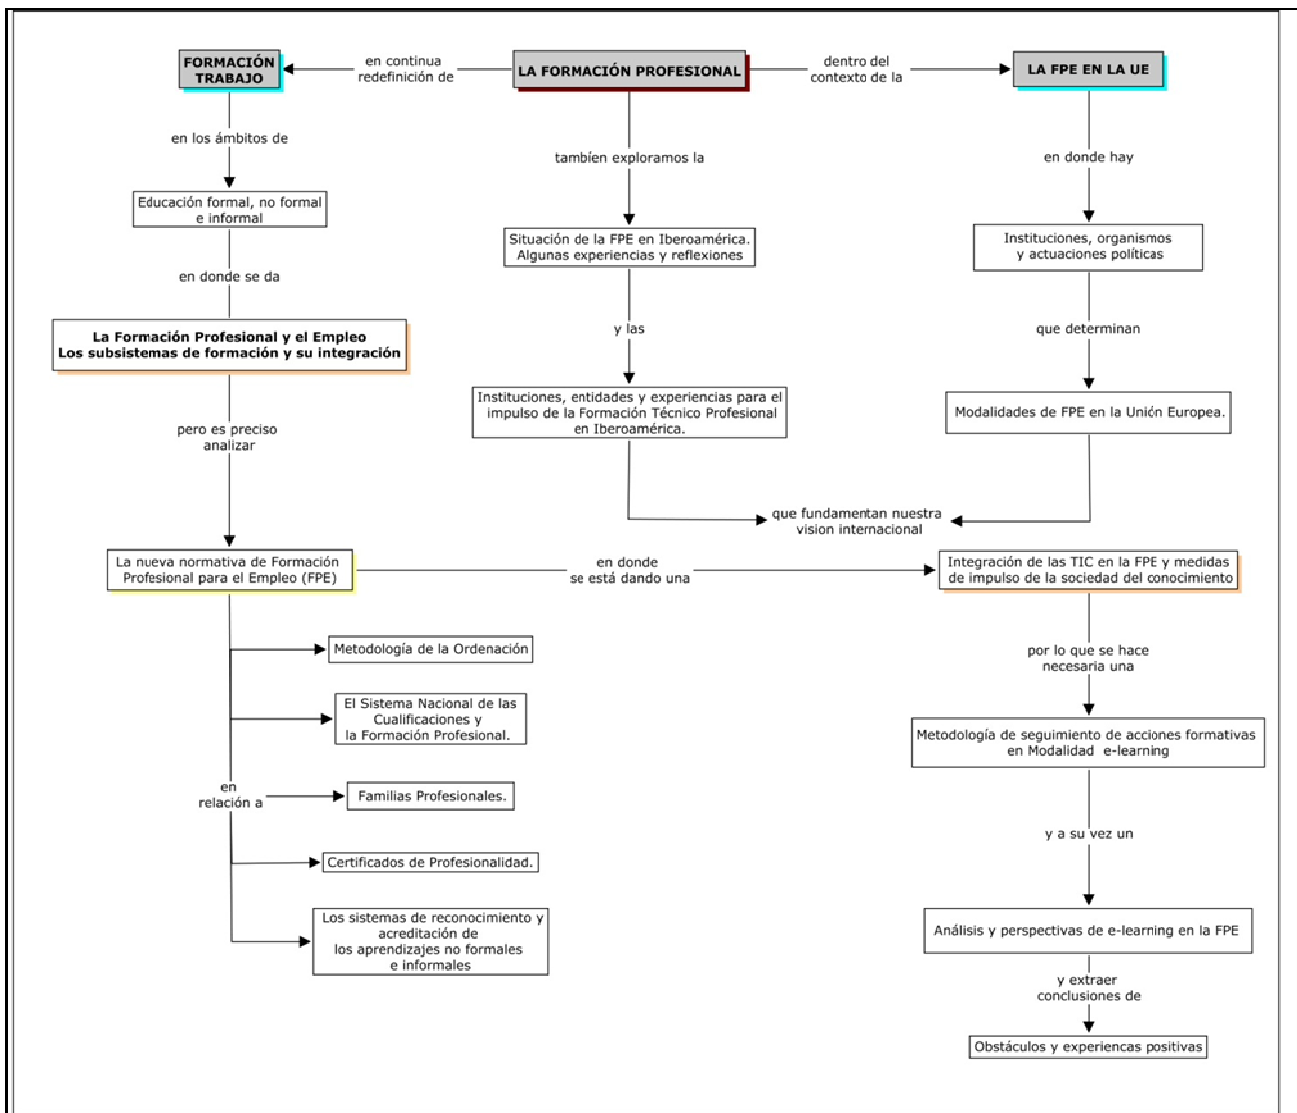 FORMACIÓN
TRABAJO
en continua
redefinición de
LA FORMACIÓN PROFESIONAL
dentro del
contexto de la
LA FPE EN LA UE
en los ámbitos de
tambíen exploramos la
en donde hay
Educación formal, no formal
e informal
Situación de la FPE en Iberoamérica.
Algunas experiencias y reflexiones
Instituciones, organismos
y actuaciones políticas
en donde se da
y las
que determinan
La Formación Profesional y el Empleo
Los subsistemas de formación y su integración
Instituciones, entidades y experiencias para el
impulso de la Formación Técnico Profesional
en Iberoamérica.
Modalidades de FPE en la Unión Europea.
pero es preciso
analizar
que fundamentan nuestra
vision internacional
La nueva normativa de Formación
Profesional para el Empleo (FPE)
en donde
se está dando una
Integración de las TIC en la FPE y medidas
de impulso de la sociedad del conocimiento
Metodología de la Ordenación
por lo que se hace
necesaria una
El Sistema Nacional de las
Cualificaciones y
la Formación Profesional.
Metodología de seguimiento de acciones formativas
en Modalidad e-learning
en
relación a
Familias Profesionales.
y a su vez un
Certificados de Profesionalidad.
Los sistemas de reconocimiento y
acreditación de
los aprendizajes no formales
e informales
Análisis y perspectivas de e-learning en la FPE
y extraer
conclusiones de
Obstáculos y experiencas positivas